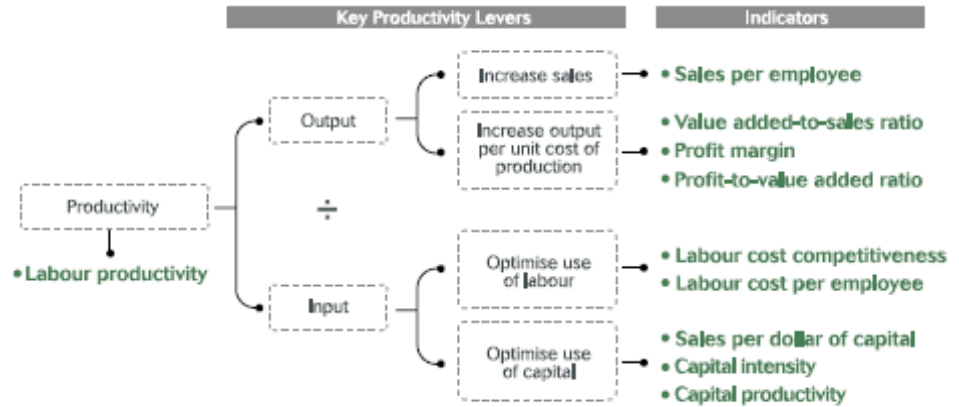 Key Productivity Levers
Indicators
Increase sales
• Sales per employee
Output
Increase output
per unit cost of
production
• Value added-to-sales ratio
• Profit margin
• Profit-to-value added ratio
Productivity
÷
• Labour productivity
Optimise use
of labour
• Labour cost competitiveness
• Labour cost per employee
Input
Optimise use
of capital
• Sales per dollar of capital
• Capital intensity
• Capital productivity